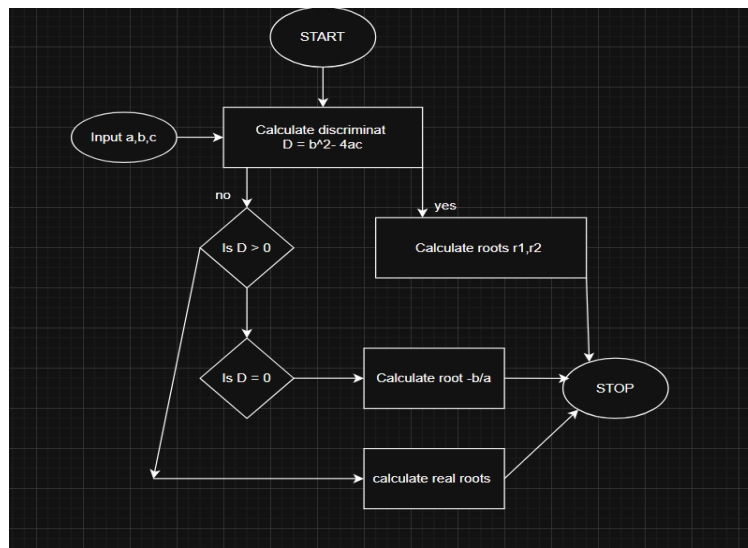 START
Input a,b,c
Calculate discriminat
D = b^2- 4ac
no
yes
Is D > 0
Calculate roots r1,r2
Is D = 0
Calculate root -b/a
STOP
calculate real roots